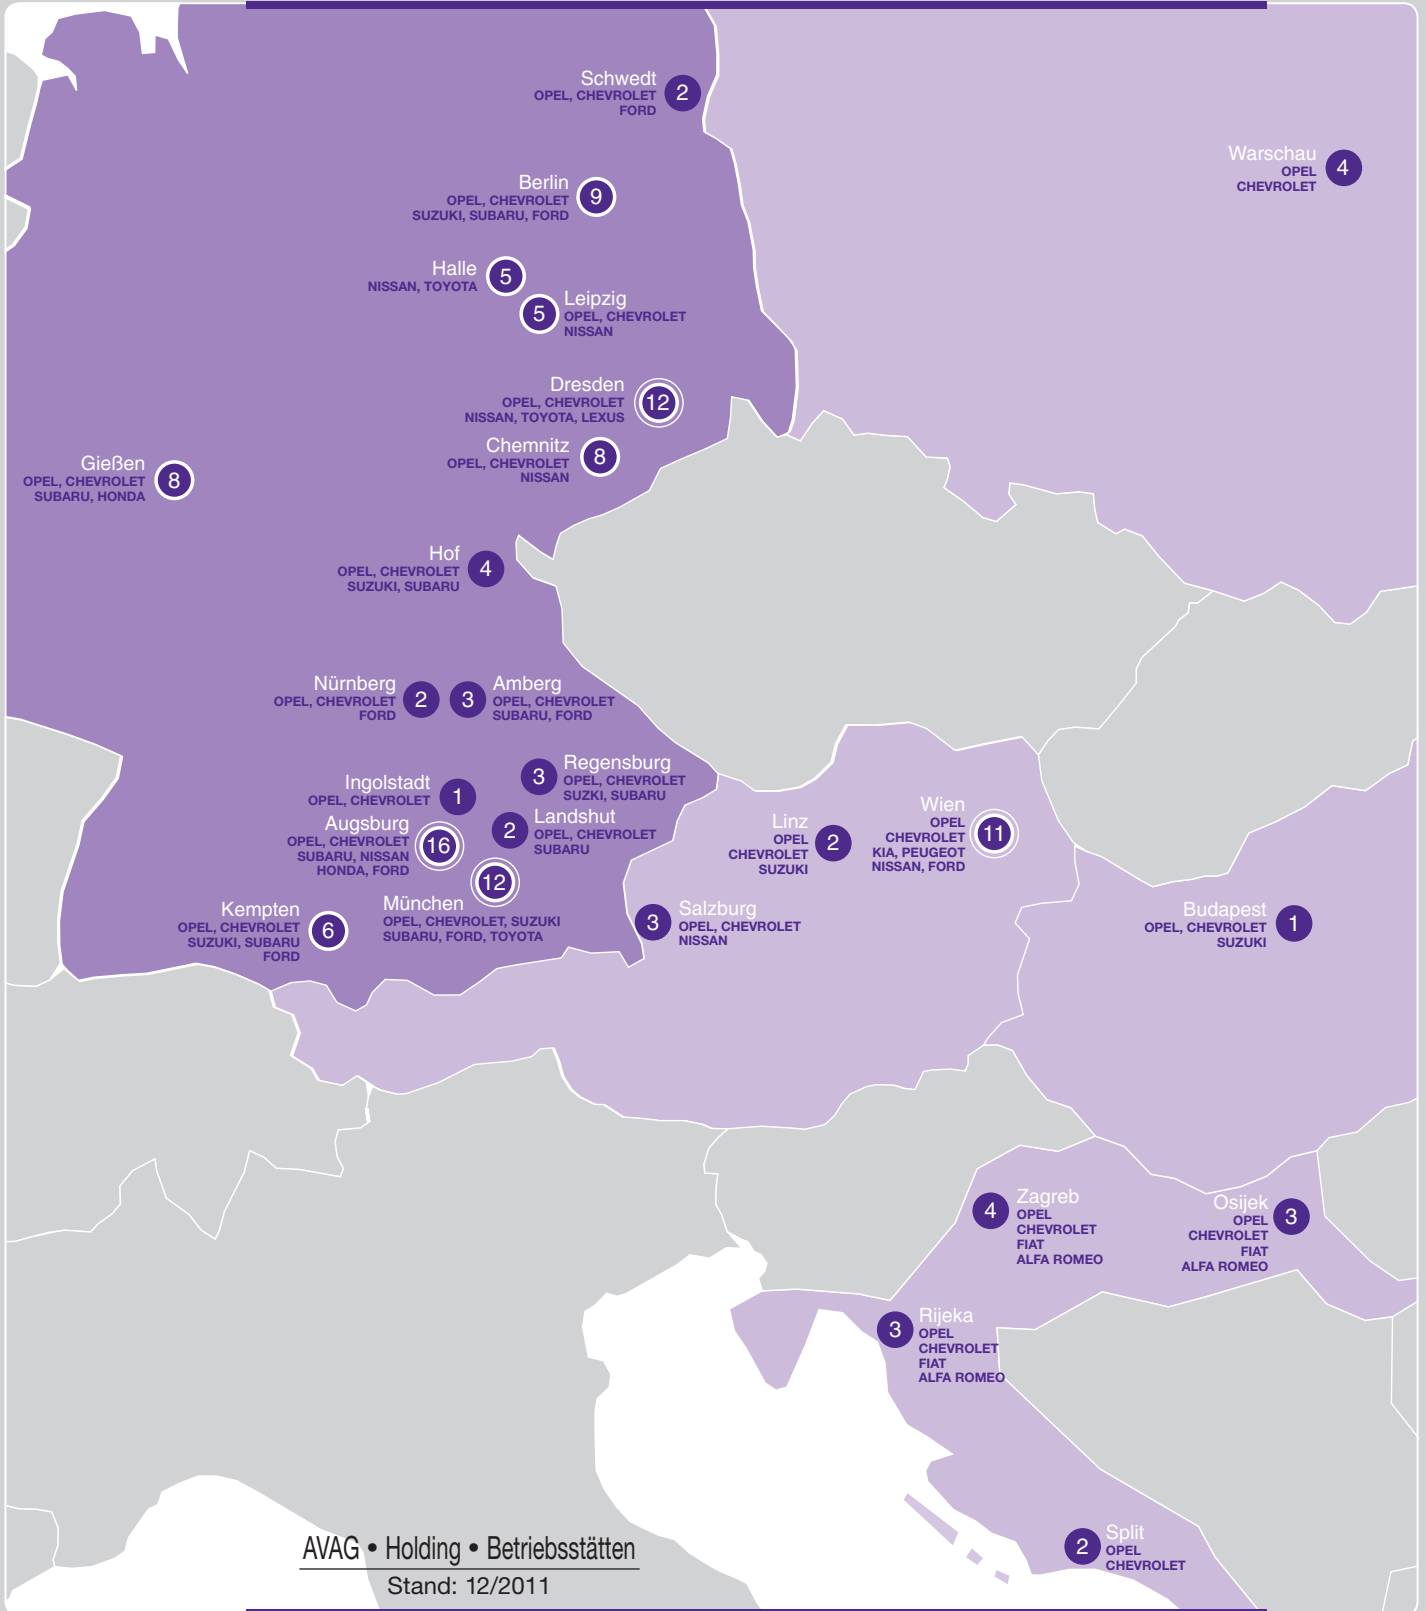 Schwedt
OPEL, CHEVROLET
FORD
2
Warschau
OPEL
CHEVROLET
4
Berlin
OPEL, CHEVROLET
SUZUKI, SUBARU, FORD
9
Halle
NISSAN, TOYOTA
5
Leipzig
OPEL, CHEVROLET
NISSAN
5
Dresden
OPEL, CHEVROLET
NISSAN, TOYOTA, LEXUS
12
Chemnitz
OPEL, CHEVROLET
NISSAN
8
Gießen
OPEL, CHEVROLET
SUBARU, HONDA
8
Hof
OPEL, CHEVROLET
SUZUKI, SUBARU
4
Nürnberg
OPEL, CHEVROLET
FORD
2
Amberg
OPEL, CHEVROLET
SUBARU, FORD
3
Regensburg
OPEL, CHEVROLET
SUZKI, SUBARU
3
Ingolstadt
OPEL, CHEVROLET
1
Landshut
OPEL, CHEVROLET
SUBARU
2
Augsburg
OPEL, CHEVROLET
SUBARU, NISSAN
HONDA, FORD
16
München
OPEL, CHEVROLET, SUZUKI
SUBARU, FORD, TOYOTA
12
Kempten
OPEL, CHEVROLET
SUZUKI, SUBARU
FORD
6
Linz
OPEL
CHEVROLET
SUZUKI
2
Wien
OPEL
CHEVROLET
KIA, PEUGEOT
NISSAN, FORD
11
Salzburg
OPEL, CHEVROLET
NISSAN
3
Budapest
OPEL, CHEVROLET
SUZUKI
1
Zagreb
OPEL
CHEVROLET
FIAT
ALFA ROMEO
4
Osijek
OPEL
CHEVROLET
FIAT
ALFA ROMEO
3
Rijeka
OPEL
CHEVROLET
FIAT
ALFA ROMEO
3
Split
OPEL
CHEVROLET
2
AVAG • Holding • Betriebsstätten
Stand: 12/2011